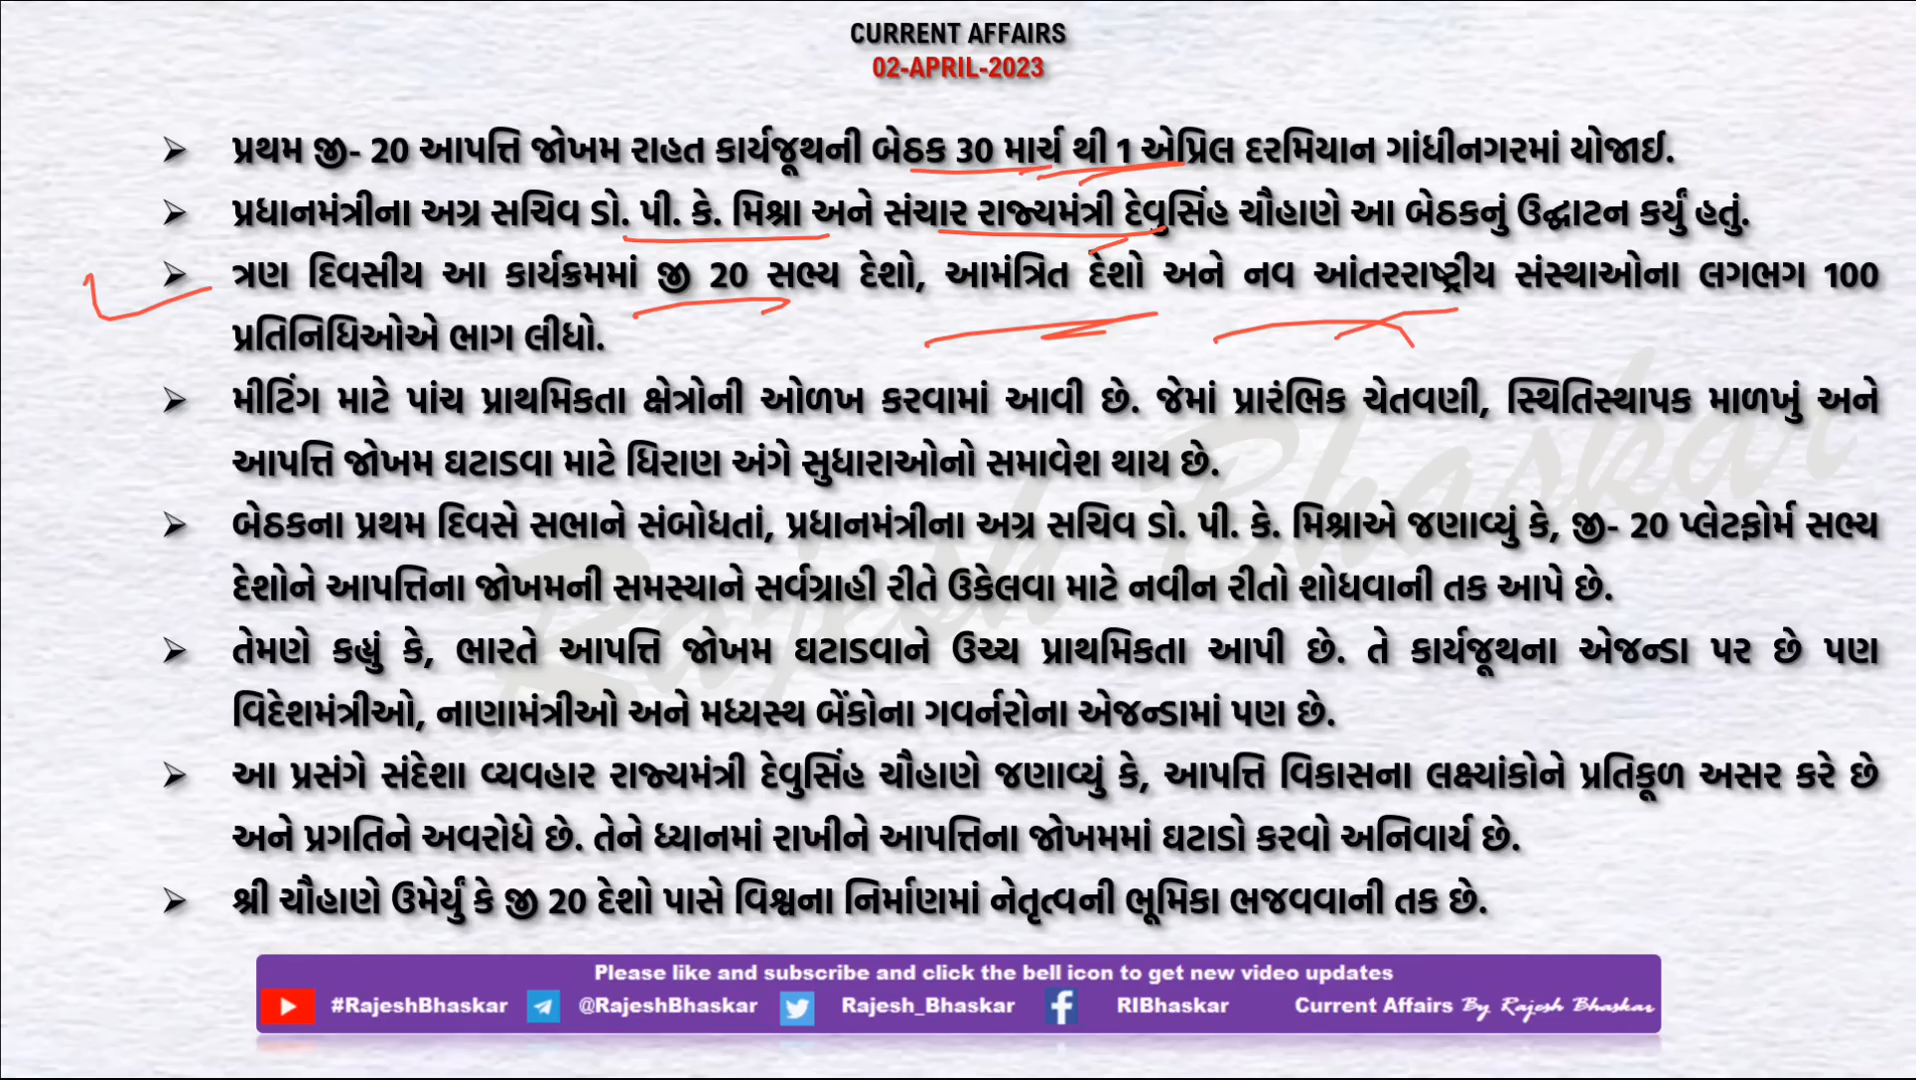 CURRENT AFFAIRS
02-APRIL-2023
પ્રથમ જી- 20 આપત્તિ જોખમ રાહત કાર્યજૂથની બેઠક 30 માર્ચ થી 1 એપ્રિલ દરમિયાન ગાંધીનગરમાં યોજાઈ.
પ્રધાનમંત્રીના અગ્ર સચિવ ડો. પી. કે. મિશ્રા અને સંચાર રાજ્યમંત્રી દેવુસિંહ ચૌહાણે આ બેઠકનું ઉદ્ઘાટન કર્યું હતું.
ત્રણ દિવસીય આ કાર્યક્રમમાં જી 20 સભ્ય દેશો, આમંત્રિત દેશો અને નવ આંતરરાષ્ટ્રીય સંસ્થાઓના લગભગ 100
પ્રતિનિધિઓએ ભાગ લીધો.
મીટિંગ માટે પાંચ પ્રાથમિકતા ક્ષેત્રોની ઓળખ કરવામાં આવી છે. જેમાં પ્રારંભિક ચેતવણી, સ્થિતિસ્થાપક માળખું અને
આપત્તિ જોખમ ઘટાડવા માટે ધિરાણ અંગે સુધારાઓનો સમાવેશ થાય છે.
બેઠકના પ્રથમ દિવસે સભાને સંબોધતાં, પ્રધાનમંત્રીના અગ્ર સચિવ ડો. પી. કે. મિશ્રાએ જણાવ્યું કે, જી- 20 પ્લેટફોર્મ સભ્ય
દેશોને આપત્તિના જોખમની સમસ્યાને સર્વગ્રાહી રીતે ઉકેલવા માટે નવીન રીતો શોધવાની તક આપે છે.
તેમણે કહ્યું કે, ભારતે આપત્તિ જોખમ ઘટાડવાને ઉચ્ચ પ્રાથમિકતા આપી છે. તે કાર્યજૂથના એજન્ડા પર છે પણ
વિદેશમંત્રીઓ, નાણામંત્રીઓ અને મધ્યસ્થ બેંકોના ગવર્નરોના એજન્ડામાં પણ છે.
આ પ્રસંગે સંદેશા વ્યવહાર રાજ્યમંત્રી દેવુસિંહ ચૌહાણે જણાવ્યું કે, આપત્તિ વિકાસના લક્ષ્યાંકોને પ્રતિકૂળ અસર કરે છે
અને પ્રગતિને અવરોધે છે. તેને ધ્યાનમાં રાખીને આપત્તિના જોખમમાં ઘટાડો કરવો અનિવાર્ય છે.
શ્રી ચૌહાણે ઉમેર્યું કે જી 20 દેશો પાસે વિશ્વના નિર્માણમાં નેતૃત્વની ભૂમિકા ભજવવાની તક છે.
Rajesh Bhaskar
Please like and subscribe and click the bell icon to get new video updates
#RajeshBhaskar @RajeshBhaskar Rajesh_Bhaskar RIBhaskar Current Affairs By Rajesh Bhaskar